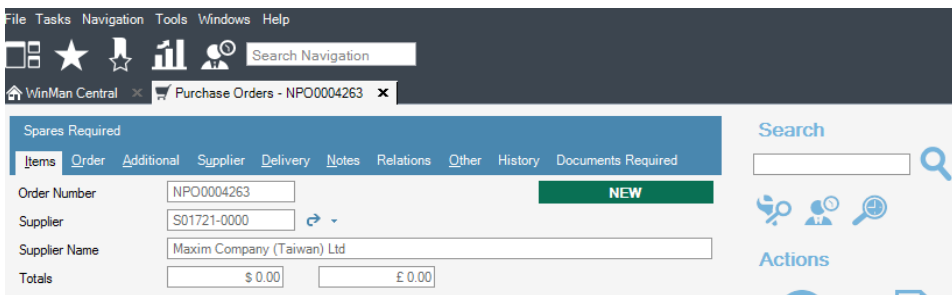 File Tasks Navigation Tools Windows Help
Search Navigation
WinMan Central × Purchase Orders - NPO0004263 ×
Spares Required
Search
Items Order Additional Supplier Delivery Notes Relations Other History Documents Required
Order Number NPO0004263 NEW
Supplier S01721-0000
Supplier Name Maxim Company (Taiwan) Ltd
Actions
Totals $ 0.00 £ 0.00